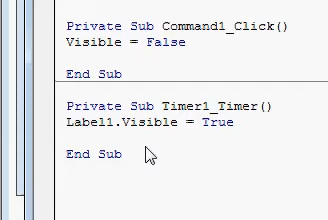 Private Sub Command1_Click()
Visible = False
End Sub
Private Sub Timer1_Timer()
Label1.Visible = True
End Sub